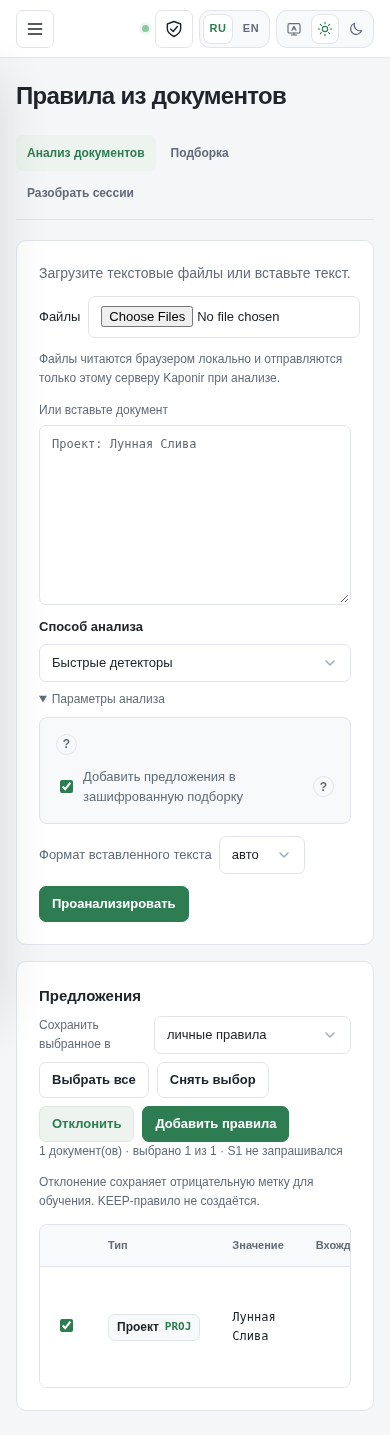 RU EN
Правила из документов
Анализ документов Подборка
Разобрать сессии
Загрузите текстовые файлы или вставьте текст.
Файлы Choose Files No file chosen
Файлы читаются браузером локально и отправляются
только этому серверу Kaponir при анализе.
Или вставьте документ
Проект: Лунная Слива
Способ анализа
Быстрые детекторы
▼ Параметры анализа
?
Добавить предложения в
зашифрованную подборку
?
Формат вставленного текста авто
Проанализировать
Предложения
Сохранить
выбранное в
личные правила
Выбрать все Снять выбор
Отклонить Добавить правила
1 документ(ов) · выбрано 1 из 1 · S1 не запрашивался
Отклонение сохраняет отрицательную метку для
обучения. KEEP-правило не создаётся.
Тип Значение Вхожд
Проект PROJ
Лунная
Слива